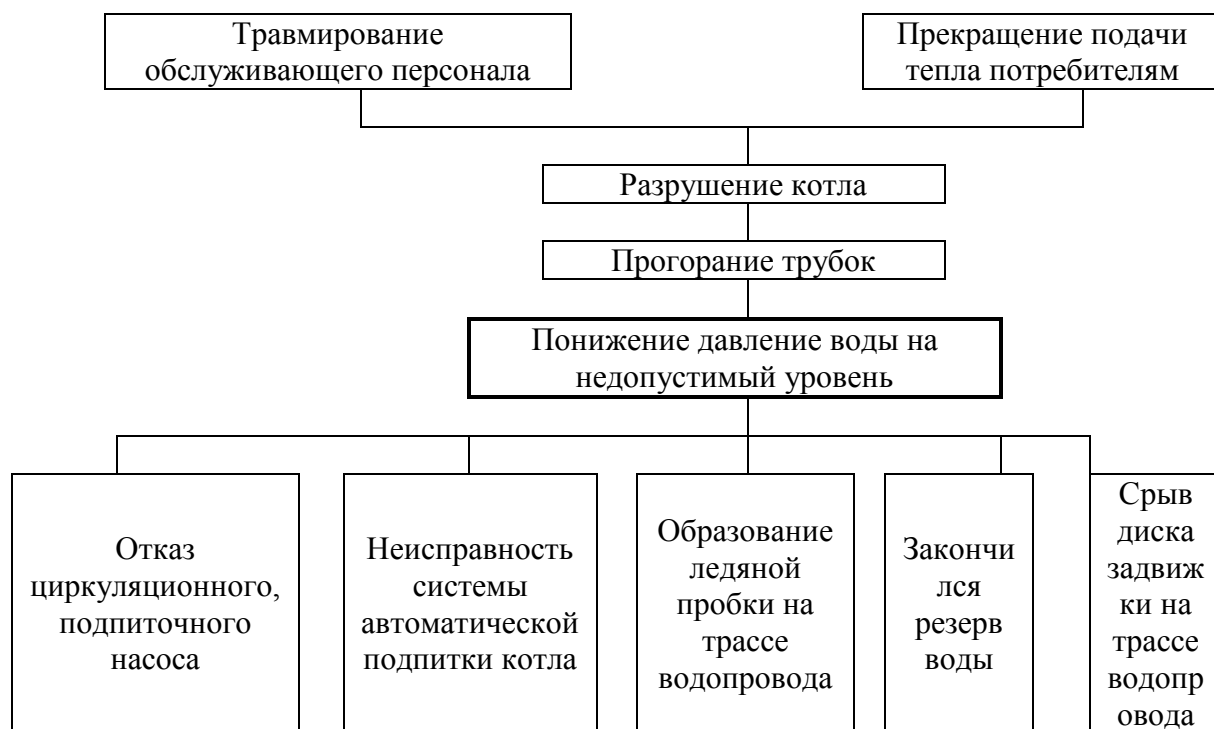 Травмирование
обслуживающего персонала
Прекращение подачи
тепла потребителям
Разрушение котла
Прогорание трубок
Понижение давление воды на
недопустимый уровень
Отказ
циркуляционного,
подпиточного
насоса
Неисправность
системы
автоматической
подпитки котла
Образование
ледяной
пробки на
трассе
водопровода
Закончи
лся
резерв
воды
Срыв
диска
задвиж
ки на
трассе
водопр
овода